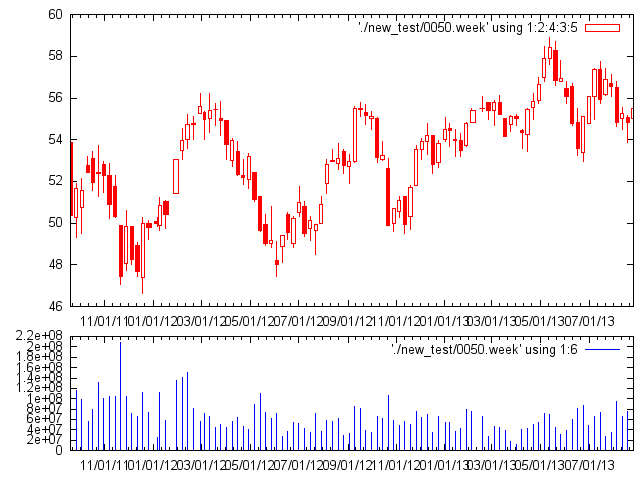 60
'./new_test/0050.week' using 1:2:4:3:5
58
56
54
52
50
48
46
11/01/11 01/01/12 03/01/12 05/01/12 07/01/12 09/01/12 11/01/12 01/01/13 03/01/13 05/01/13 07/01/13
2.2e+08
'./new_test/0050.week' using 1:6
2e+08
1.8e+08
1.6e+08
1.4e+08
1.2e+08
1e+08
8e+07
6e+07
4e+07
2e+07
0
11/01/11 01/01/12 03/01/12 05/01/12 07/01/12 09/01/12 11/01/12 01/01/13 03/01/13 05/01/13 07/01/13